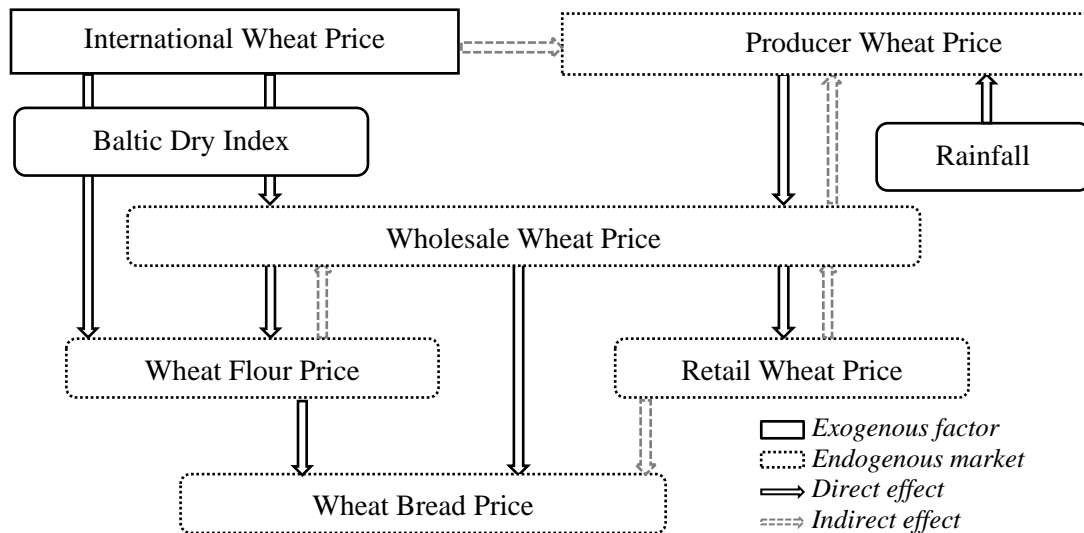 International Wheat Price
Producer Wheat Price
Baltic Dry Index
Rainfall
Wholesale Wheat Price
Wheat Flour Price
Retail Wheat Price
Wheat Bread Price
Exogenous factor
Endogenous market
Direct effect
Indirect effect